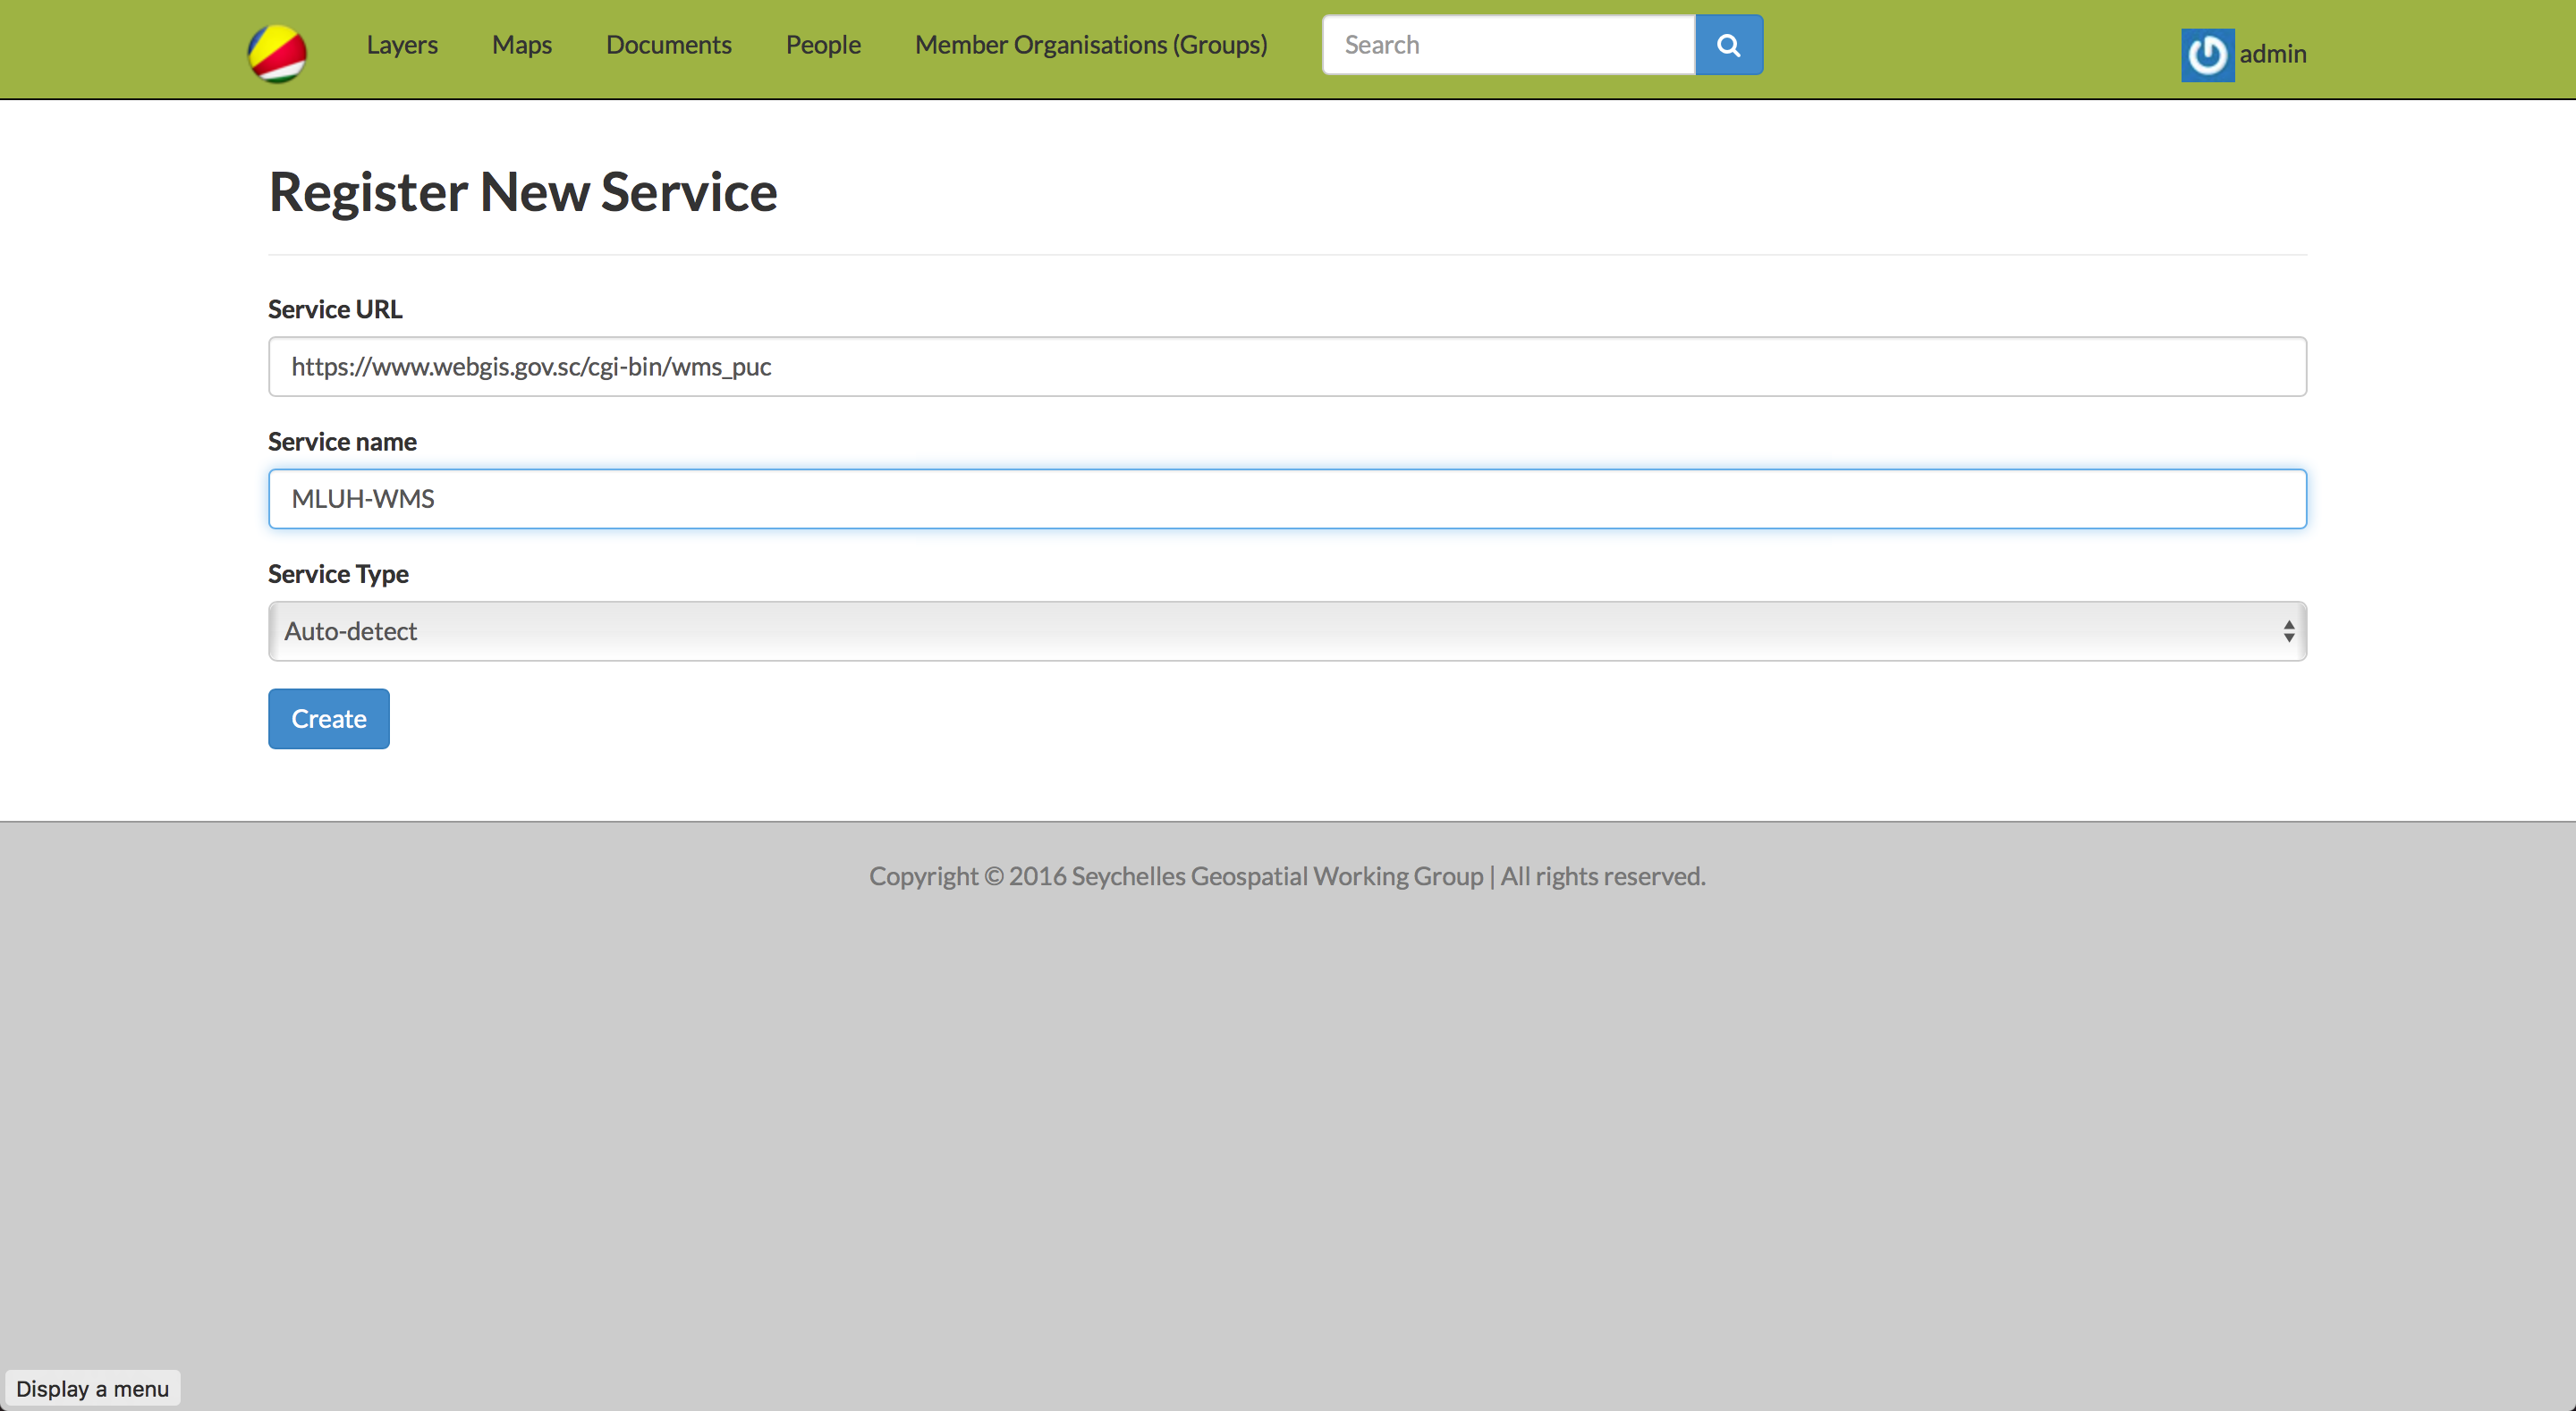 Layers Maps Documents People Member Organisations (Groups) Search admin
Register New Service
Service URL
https://www.webgis.gov.sc/cgi-bin/wms_puc
Service name
MLUH-WMS
Service Type
Auto-detect
Create
Copyright © 2016 Seychelles Geospatial Working Group | All rights reserved.
Display a menu